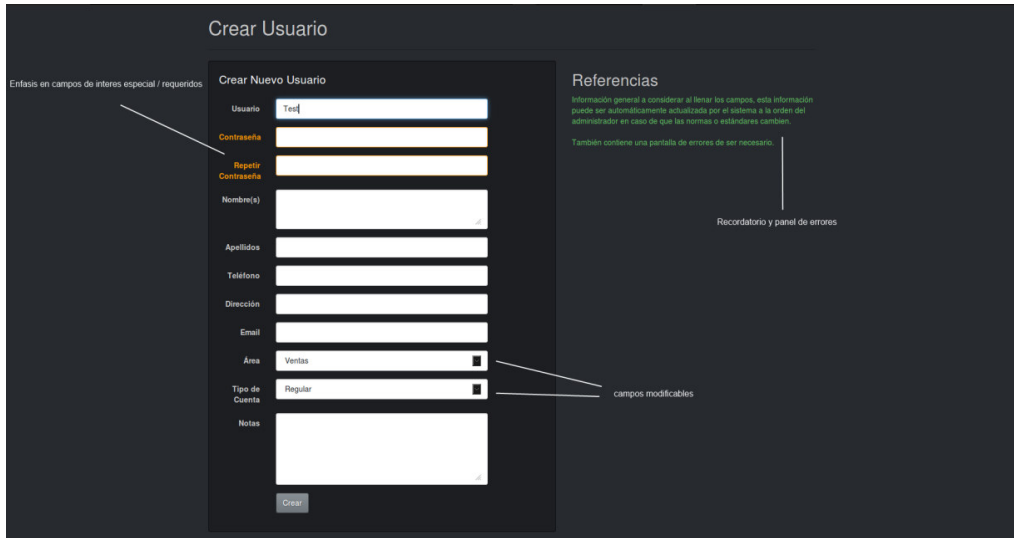 Crear Usuario
Enfasis en campos de interes especial / requeridos
Crear Nuevo Usuario
Usuario
Test
Contraseña
Repetir
Contraseña
Nombre(s)
Apellidos
Teléfono
Dirección
Email
Área
Ventas
Tipo de
Cuenta
Regular
Notas
Crear
Referencias
Información general a considerar al llenar los campos, esta información
puede ser automáticamente actualizada por el sistema a la orden del
administrador en caso de que las normas o estándares cambien.
También contiene una pantalla de errores de ser necesario.
Recordatorio y panel de errores
campos modificables